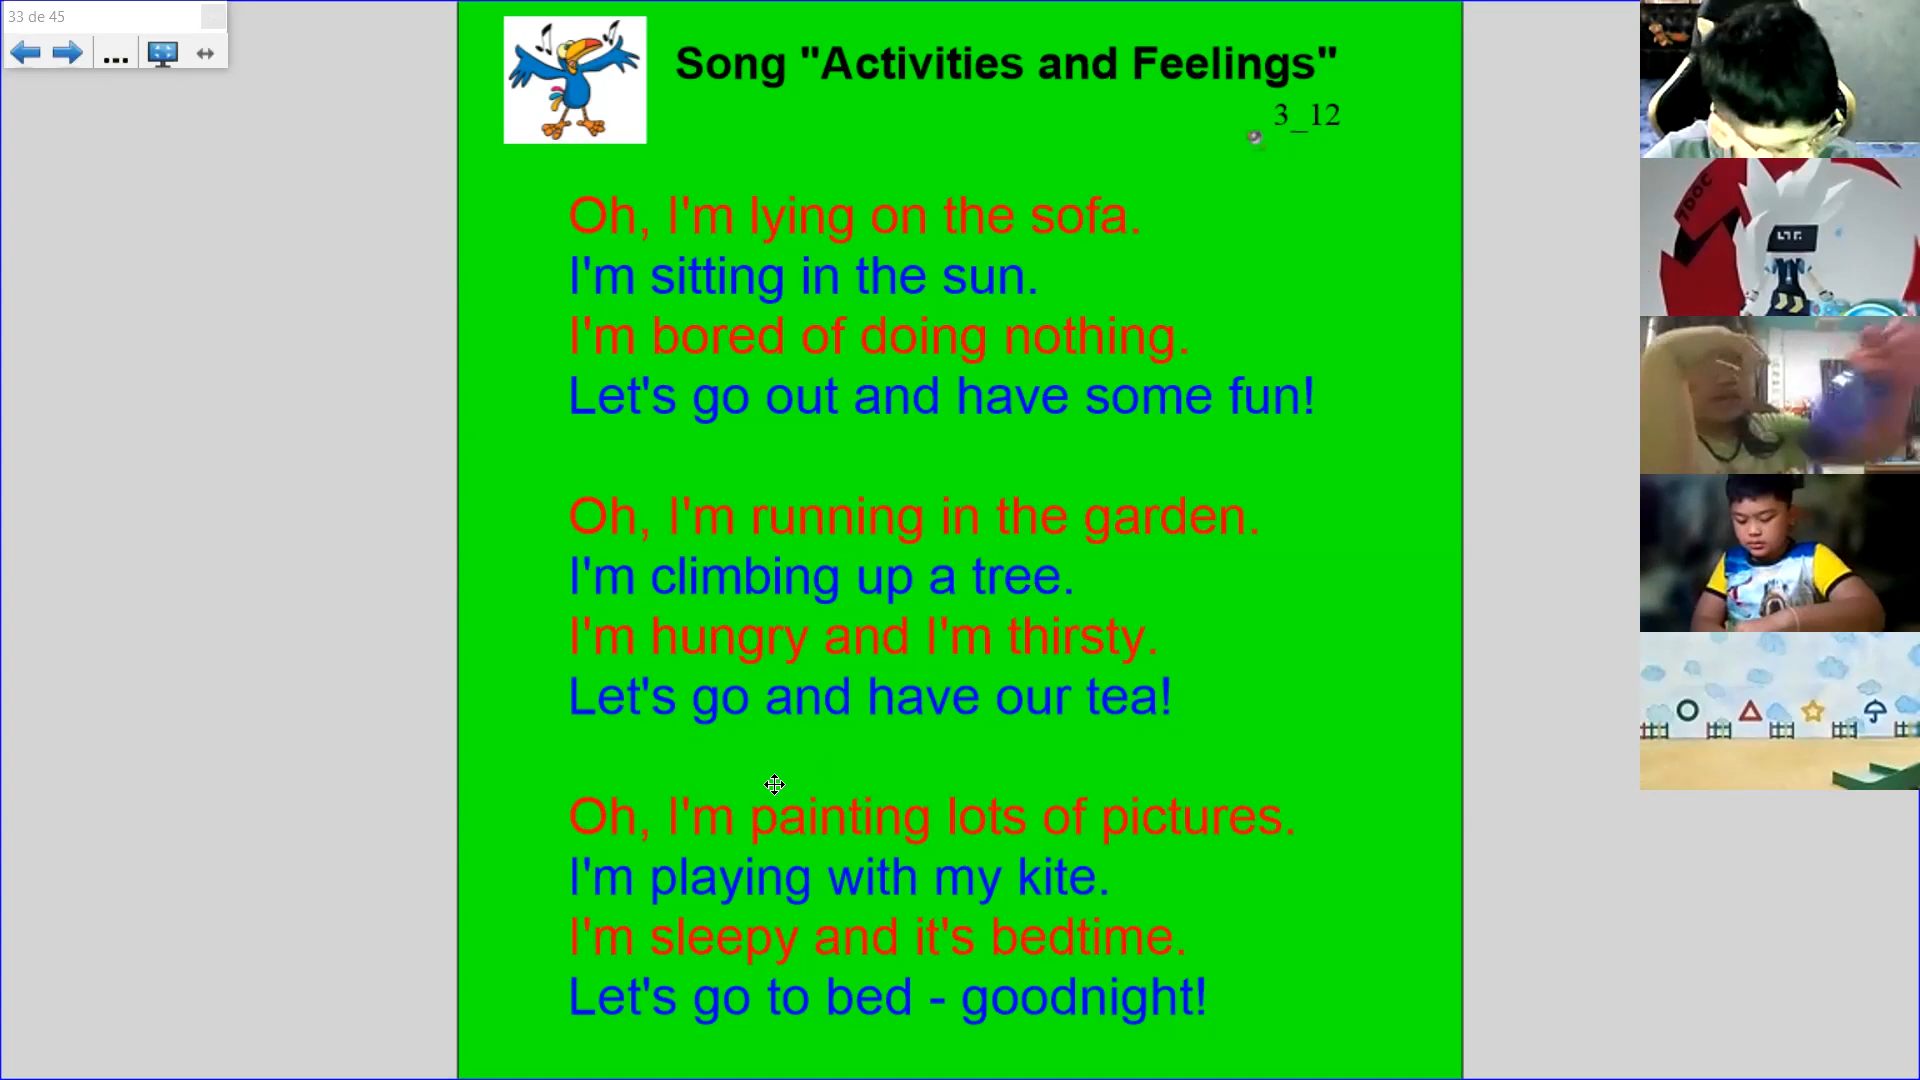 33 de 45
Song "Activities and Feelings"
3_12
Oh, I'm lying on the sofa.
I'm sitting in the sun.
I'm bored of doing nothing.
Let's go out and have some fun!
Oh, I'm running in the garden.
I'm climbing up a tree.
I'm hungry and I'm thirsty.
Let's go and have our tea!
Oh, I'm painting lots of pictures.
I'm playing with my kite.
I'm sleepy and it's bedtime.
Let's go to bed - goodnight!